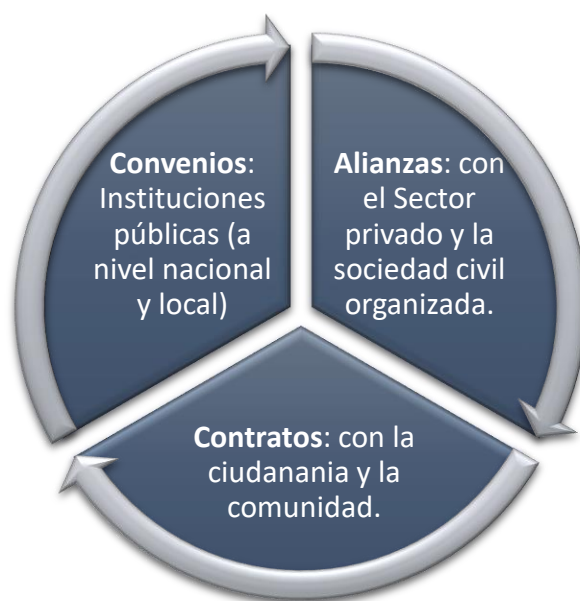 Convenios:
Instituciones
públicas (a
nivel nacional
y local)
Alianzas: con
el Sector
privado y la
sociedad civil
organizada.
Contratos: con la
ciudanania y la
comunidad.